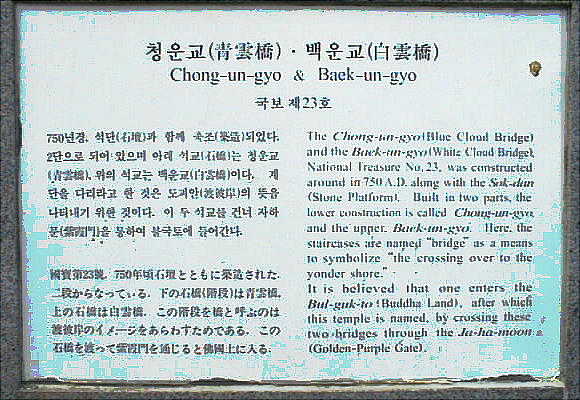 청운교(靑雲橋)·백운교(白雲橋)
Chong-un-gyo & Baek-un-gyo
국보 제23호
750년경, 석단(石壇)과 함께 축조(築造)되었다.
2단으로 되어 있으며 아래 석교(石橋)는 청운교
(靑雲橋), 위의 석교는 백운교(白雲橋)이다. 계
단을 다리라고 한 것은 도피안(渡彼岸)의 뜻을
나타내기 위한 것이다. 이 두 석교를 건너 자하
문(紫霞門)을 통하여 불국토에 들어간다.
國寶第23號. 750年頃石壇とともに築造された.
二段からなっている. 下の石橋(階段)は靑雲橋,
上の石橋は白雲橋. この階段を橋と呼ぶのは
渡彼岸のイメージをあらわすためである. この
石橋を渡って紫霞門を通じると佛國土に入る.
The Chong-un-gyo(Blue Cloud Bridge)
and the Baek-un-gyo(White Cloud Bridge),
National Treasure No. 23, was constructed
around in 750 A.D. along with the Sok-dan
(Stone Platform). Built in two parts, the
lower construction is called Chong-un-gyo,
and the upper, Baek-un-gyo. Here, the
staircases are named "bridge" as a means
to symbolize "the crossing over to the
yonder shore."
It is believed that one enters the
Bul-guk-to (Buddha Land), after which
this temple is named, by crossing these
two bridges through the Ja-ha-moon
(Golden-Purple Gate).